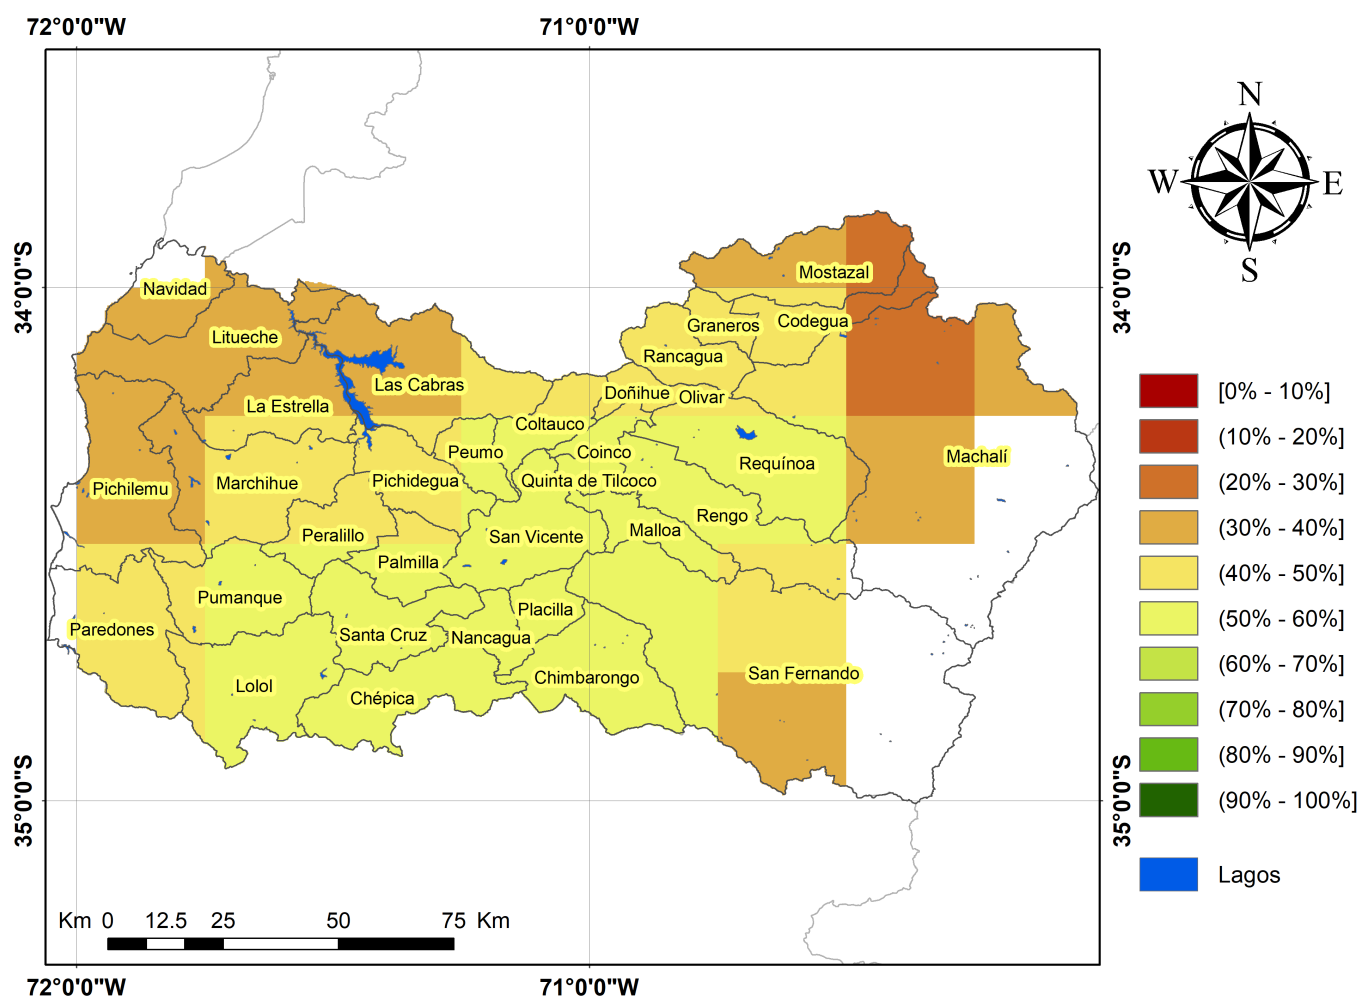 72°0'0"W
71°0'0"W
N
W
E
S
34°0'0"S
34°0'0"S
Navidad
Mostazal
Litueche
Graneros
Codegua
Rancagua
Las Cabras
Doñihue
Olivar
La Estrella
Coltauco
Peumo
Coinco
Requínoa
Machalí
Pichilemu
Marchihue
Pichidegua
Quinta de Tilcoco
Rengo
Peralillo
San Vicente
Malloa
Palmilla
Pumanque
Placilla
Paredones
Santa Cruz
Nancagua
Lolol
Chépica
Chimbarongo
San Fernando
[0% - 10%]
(10% - 20%]
(20% - 30%]
(30% - 40%]
(40% - 50%]
(50% - 60%]
(60% - 70%]
(70% - 80%]
(80% - 90%]
(90% - 100%]
Lagos
35°0'0"S
35°0'0"S
Km 0 12.5 25 50 75 Km
72°0'0"W
71°0'0"W